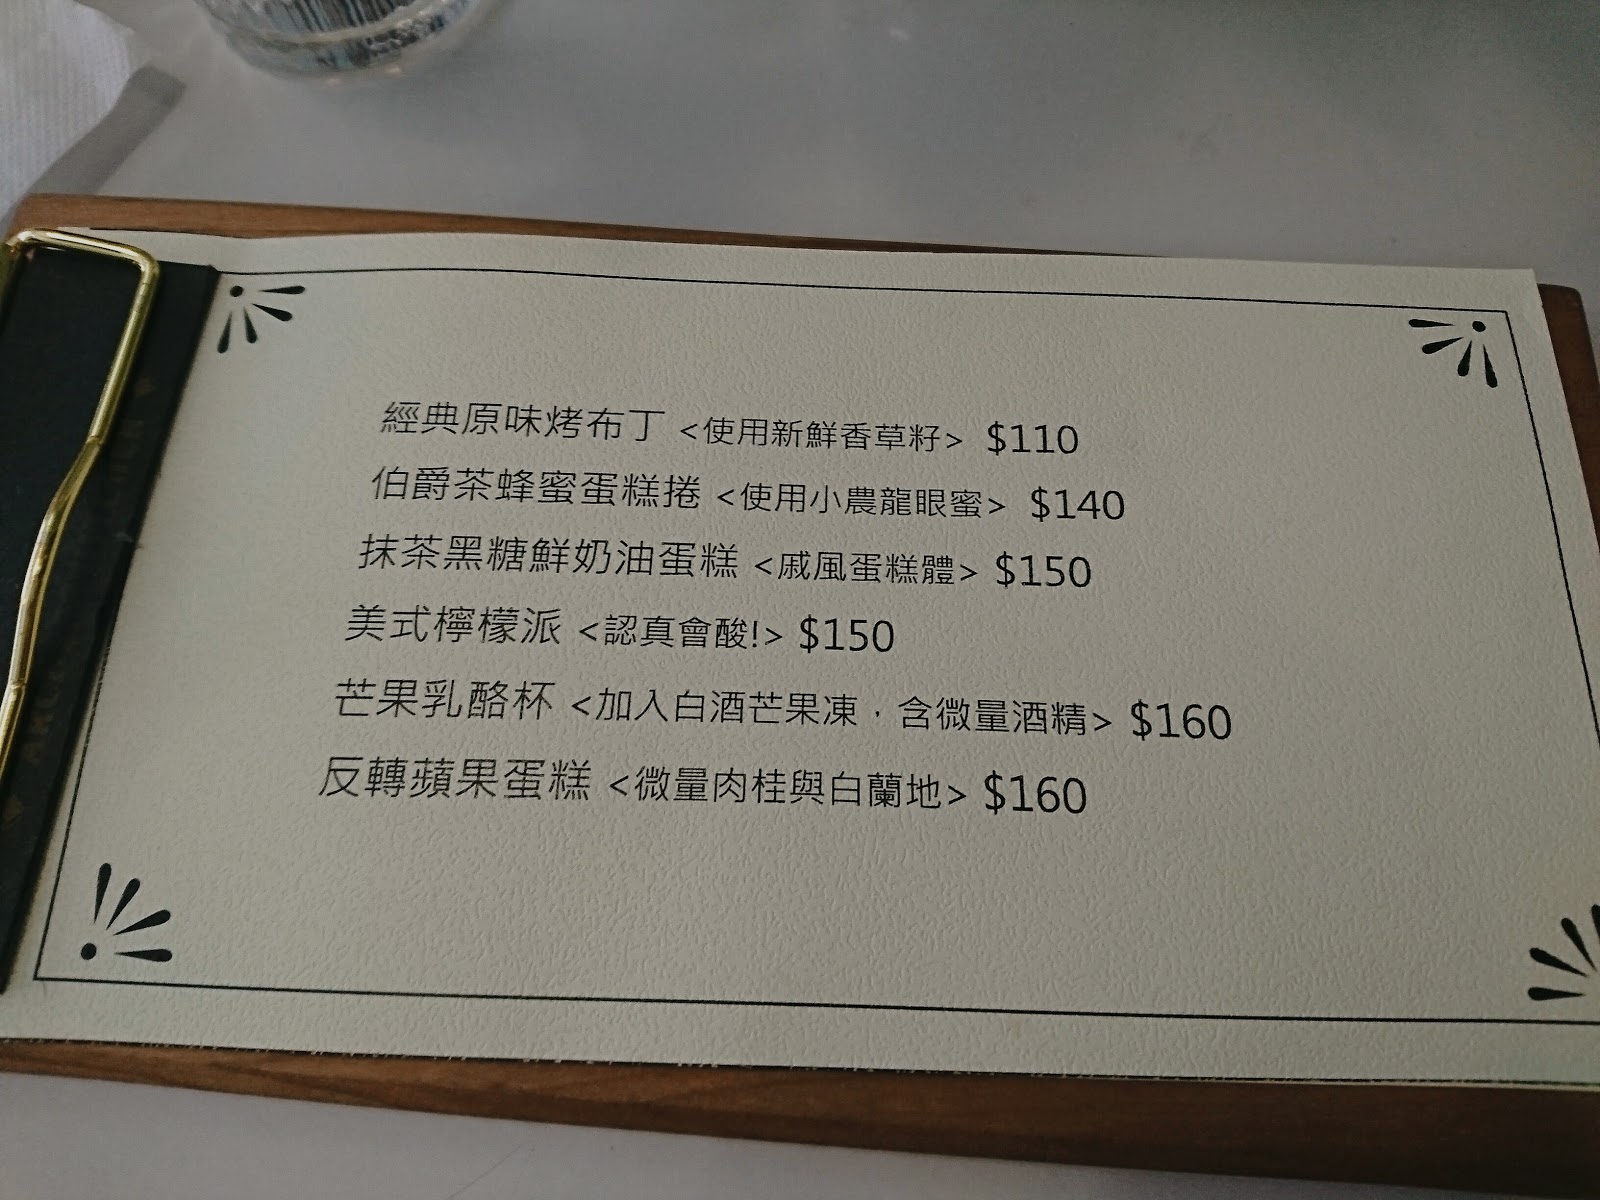 經典原味烤布丁 <使用新鮮香草籽> $110
伯爵茶蜂蜜蛋糕捲 <使用小農龍眼蜜> $140
抹茶黑糖鮮奶油蛋糕 <戚風蛋糕體> $150
美式檸檬派 <認真會酸!> $150
芒果乳酪杯 <加入白酒芒果凍，含微量酒精> $160
反轉蘋果蛋糕 <微量肉桂與白蘭地> $160